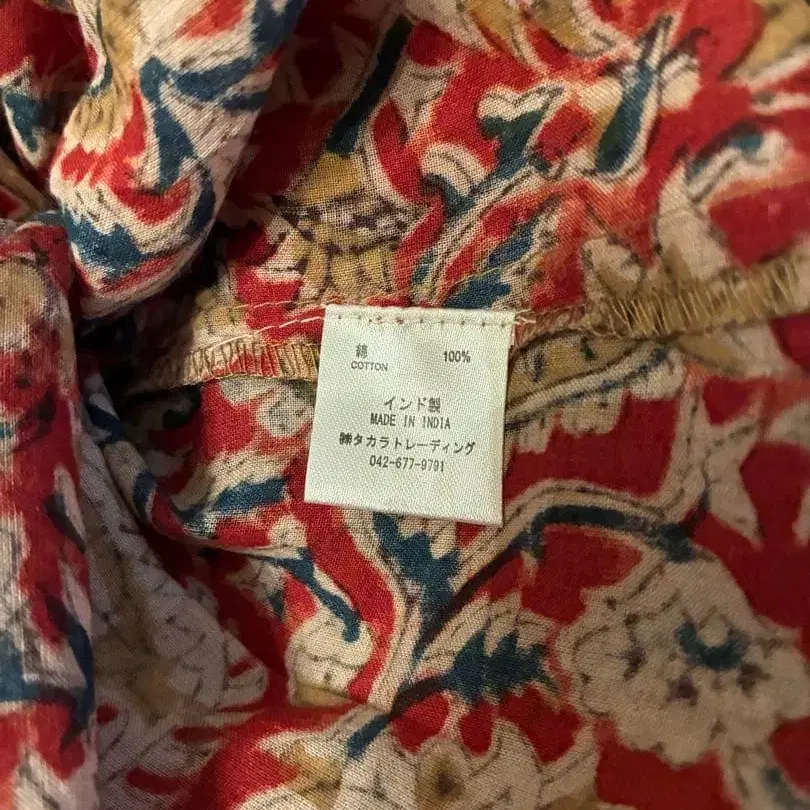 綿 100%
COTTON
インド製
MADE IN INDIA
㈱タカラトレーディング
042-677-9791